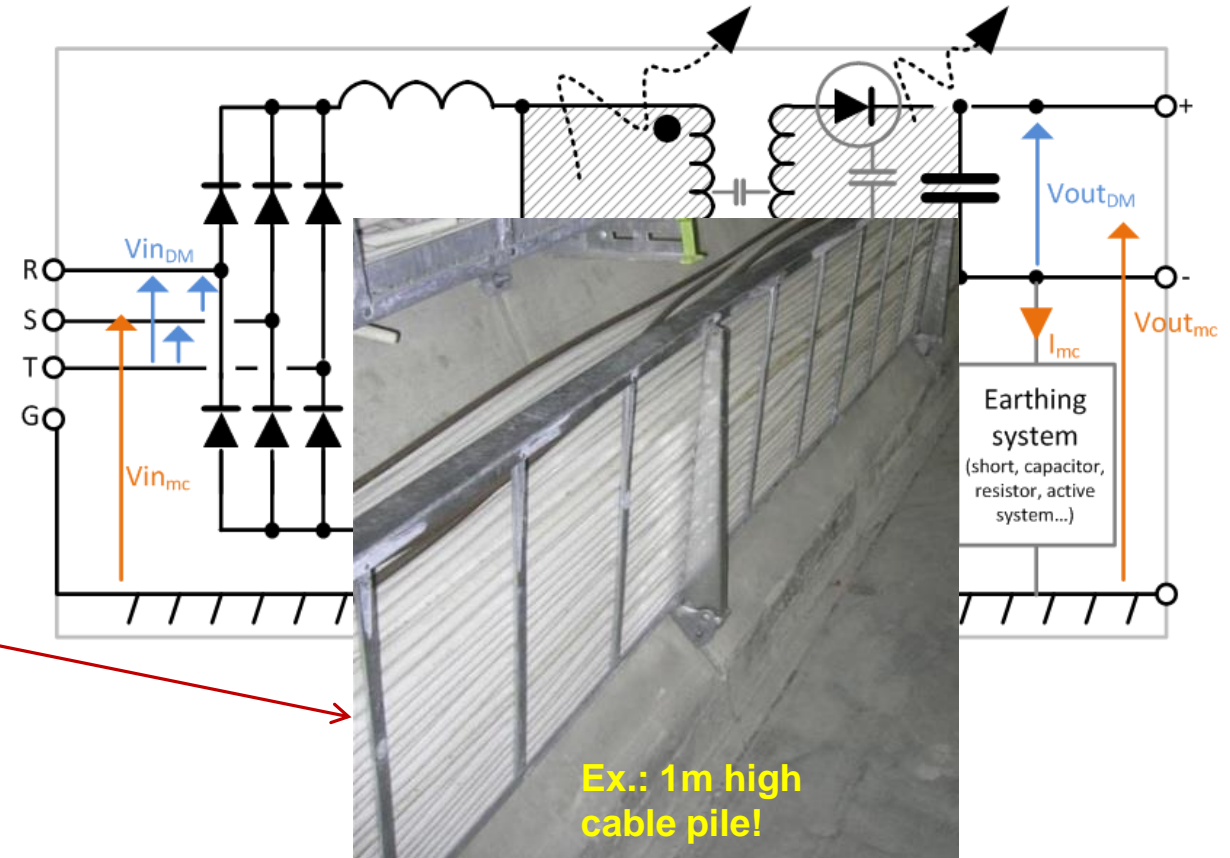 +
Vin_DM
Vout_DM
R
S
T
G
-
Vout_mc
I_mc
Vin_mc
Earthing
system
(short, capacitor,
resistor, active
system...)
Ex.: 1m high
cable pile!